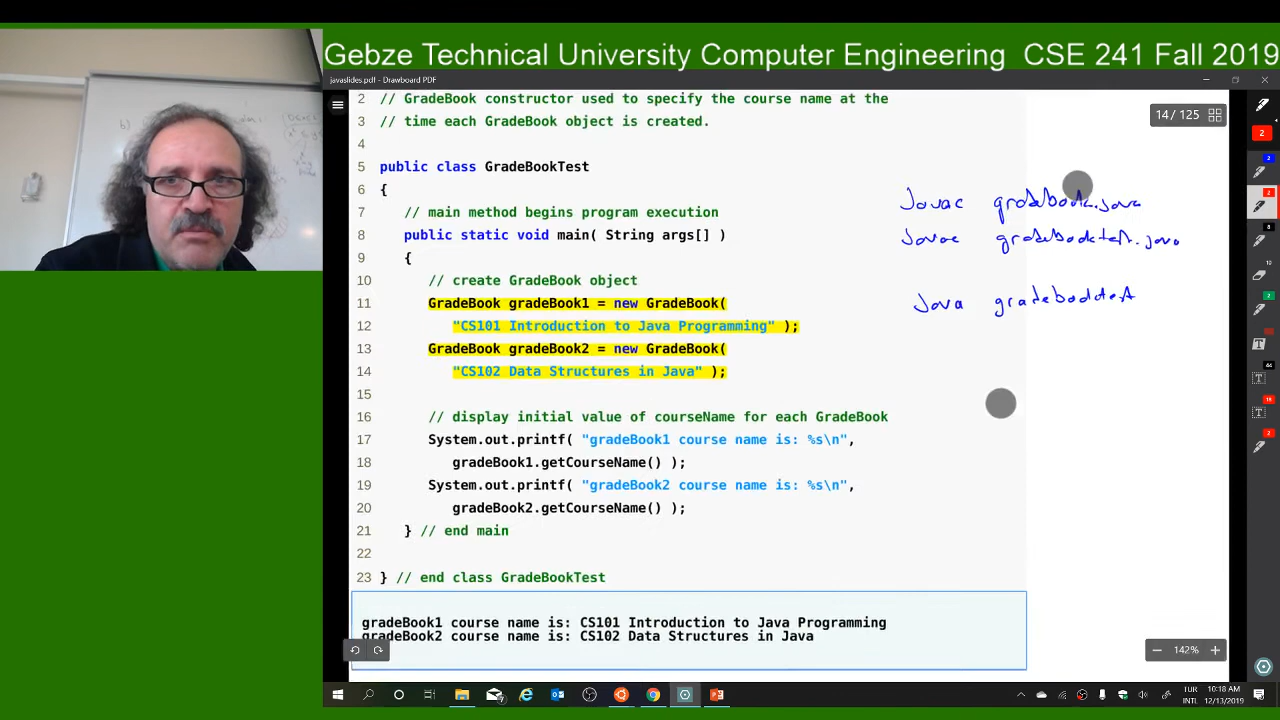 Gebze Technical University Computer Engineering CSE 241 Fall 2019
javaslides.pdf - Drawboard PDF
14 / 125
2 // GradeBook constructor used to specify the course name at the
3 // time each GradeBook object is created.
4
5 public class GradeBookTest
6 {
7 // main method begins program execution
8 public static void main( String args[] )
9 {
10 // create GradeBook object
11 GradeBook gradeBook1 = new GradeBook(
12 "CS101 Introduction to Java Programming" );
13 GradeBook gradeBook2 = new GradeBook(
14 "CS102 Data Structures in Java" );
15
16 // display initial value of courseName for each GradeBook
17 System.out.printf( "gradeBook1 course name is: %s\n",
18 gradeBook1.getCourseName() );
19 System.out.printf( "gradeBook2 course name is: %s\n",
20 gradeBook2.getCourseName() );
21 } // end main
22
23 } // end class GradeBookTest
Javac gradebook.java
Javac gradebooktest.java
Java gradebooktest
gradeBook1 course name is: CS101 Introduction to Java Programming
gradeBook2 course name is: CS102 Data Structures in Java
142%
TUR
INTL
10:18 AM
12/13/2019